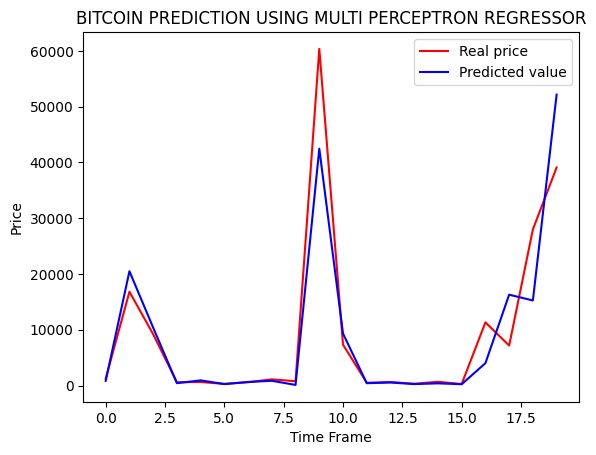 BITCOIN PREDICTION USING MULTI PERCEPTRON REGRESSOR
Real price
Predicted value
60000
50000
40000
30000
20000
10000
0
Price
0.0 2.5 5.0 7.5 10.0 12.5 15.0 17.5
Time Frame